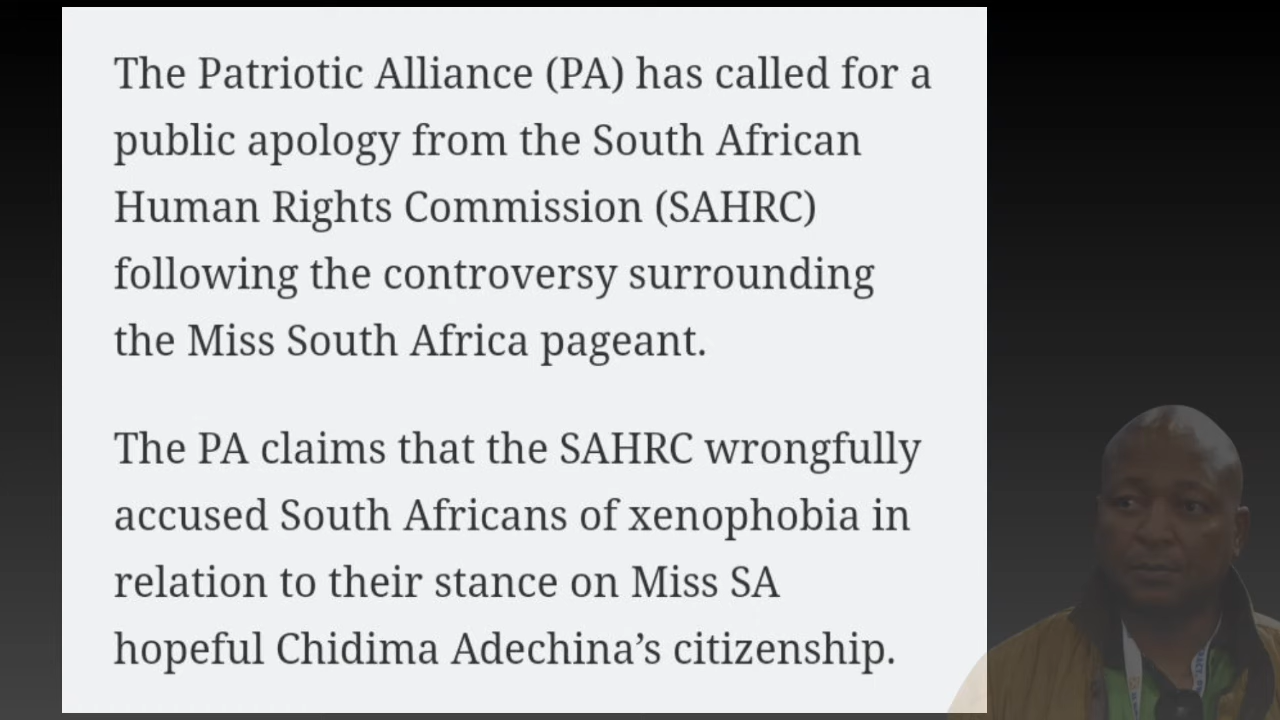 The Patriotic Alliance (PA) has called for a
public apology from the South African
Human Rights Commission (SAHRC)
following the controversy surrounding
the Miss South Africa pageant.
The PA claims that the SAHRC wrongfully
accused South Africans of xenophobia in
relation to their stance on Miss SA
hopeful Chidima Adechina’s citizenship.